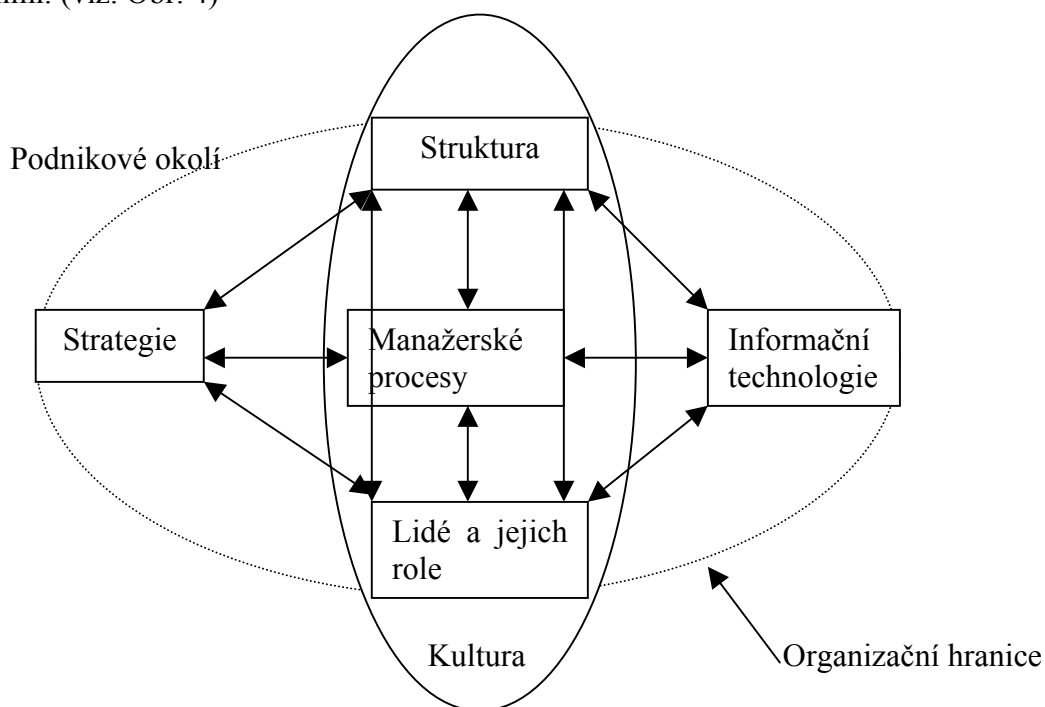 (viz. Obr. 4)
Struktura
Podnikové okolí
Strategie
Manažerské
procesy
Informační
technologie
Lidé a jejich
role
Kultura
Organizační hranice